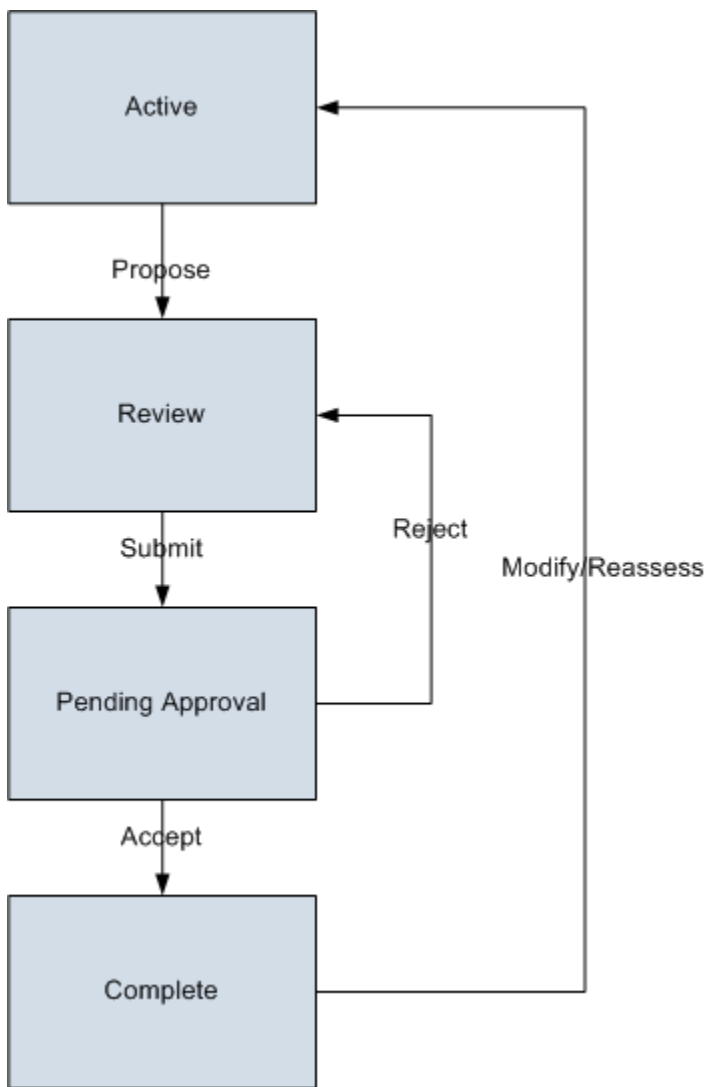 Active
Propose
Review
Submit
Reject
Modify/Reassess
Pending Approval
Accept
Complete